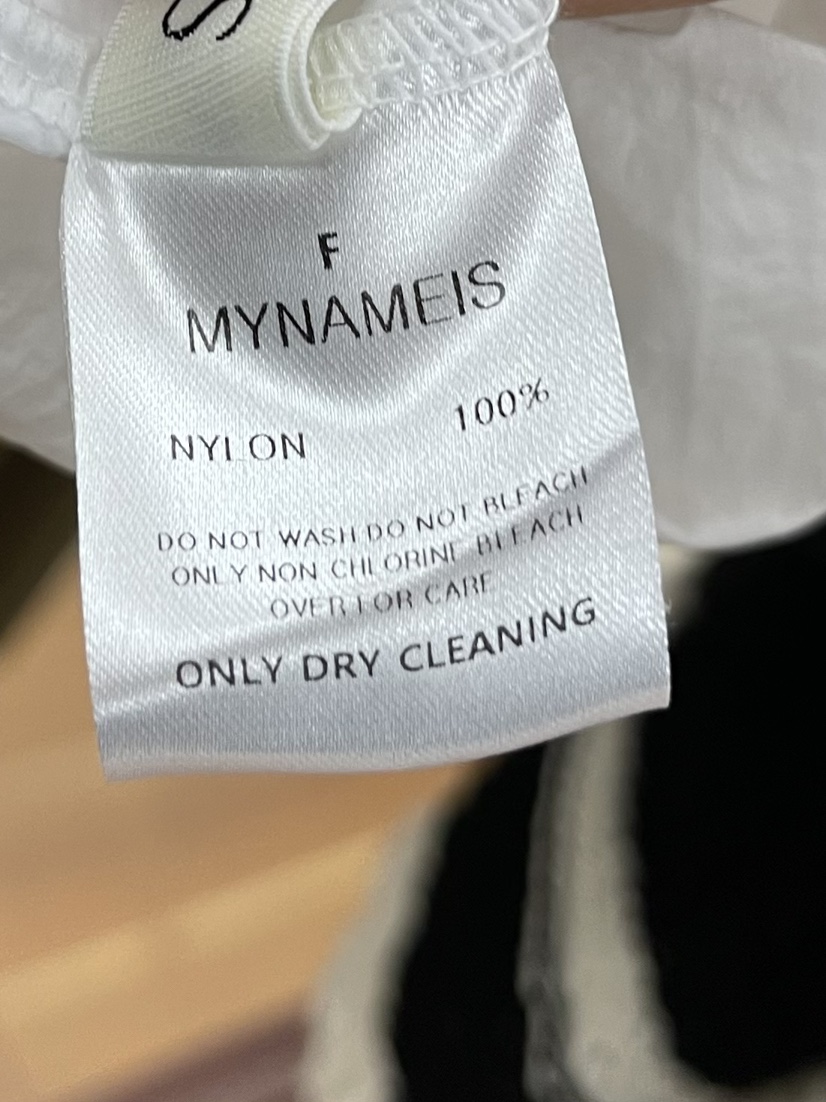 S
F
MYNAMEIS
NYLON 100%
DO NOT WASH DO NOT BLEACH
ONLY NON CHLORINE BLEACH
OVER FOR CARE
ONLY DRY CLEANING